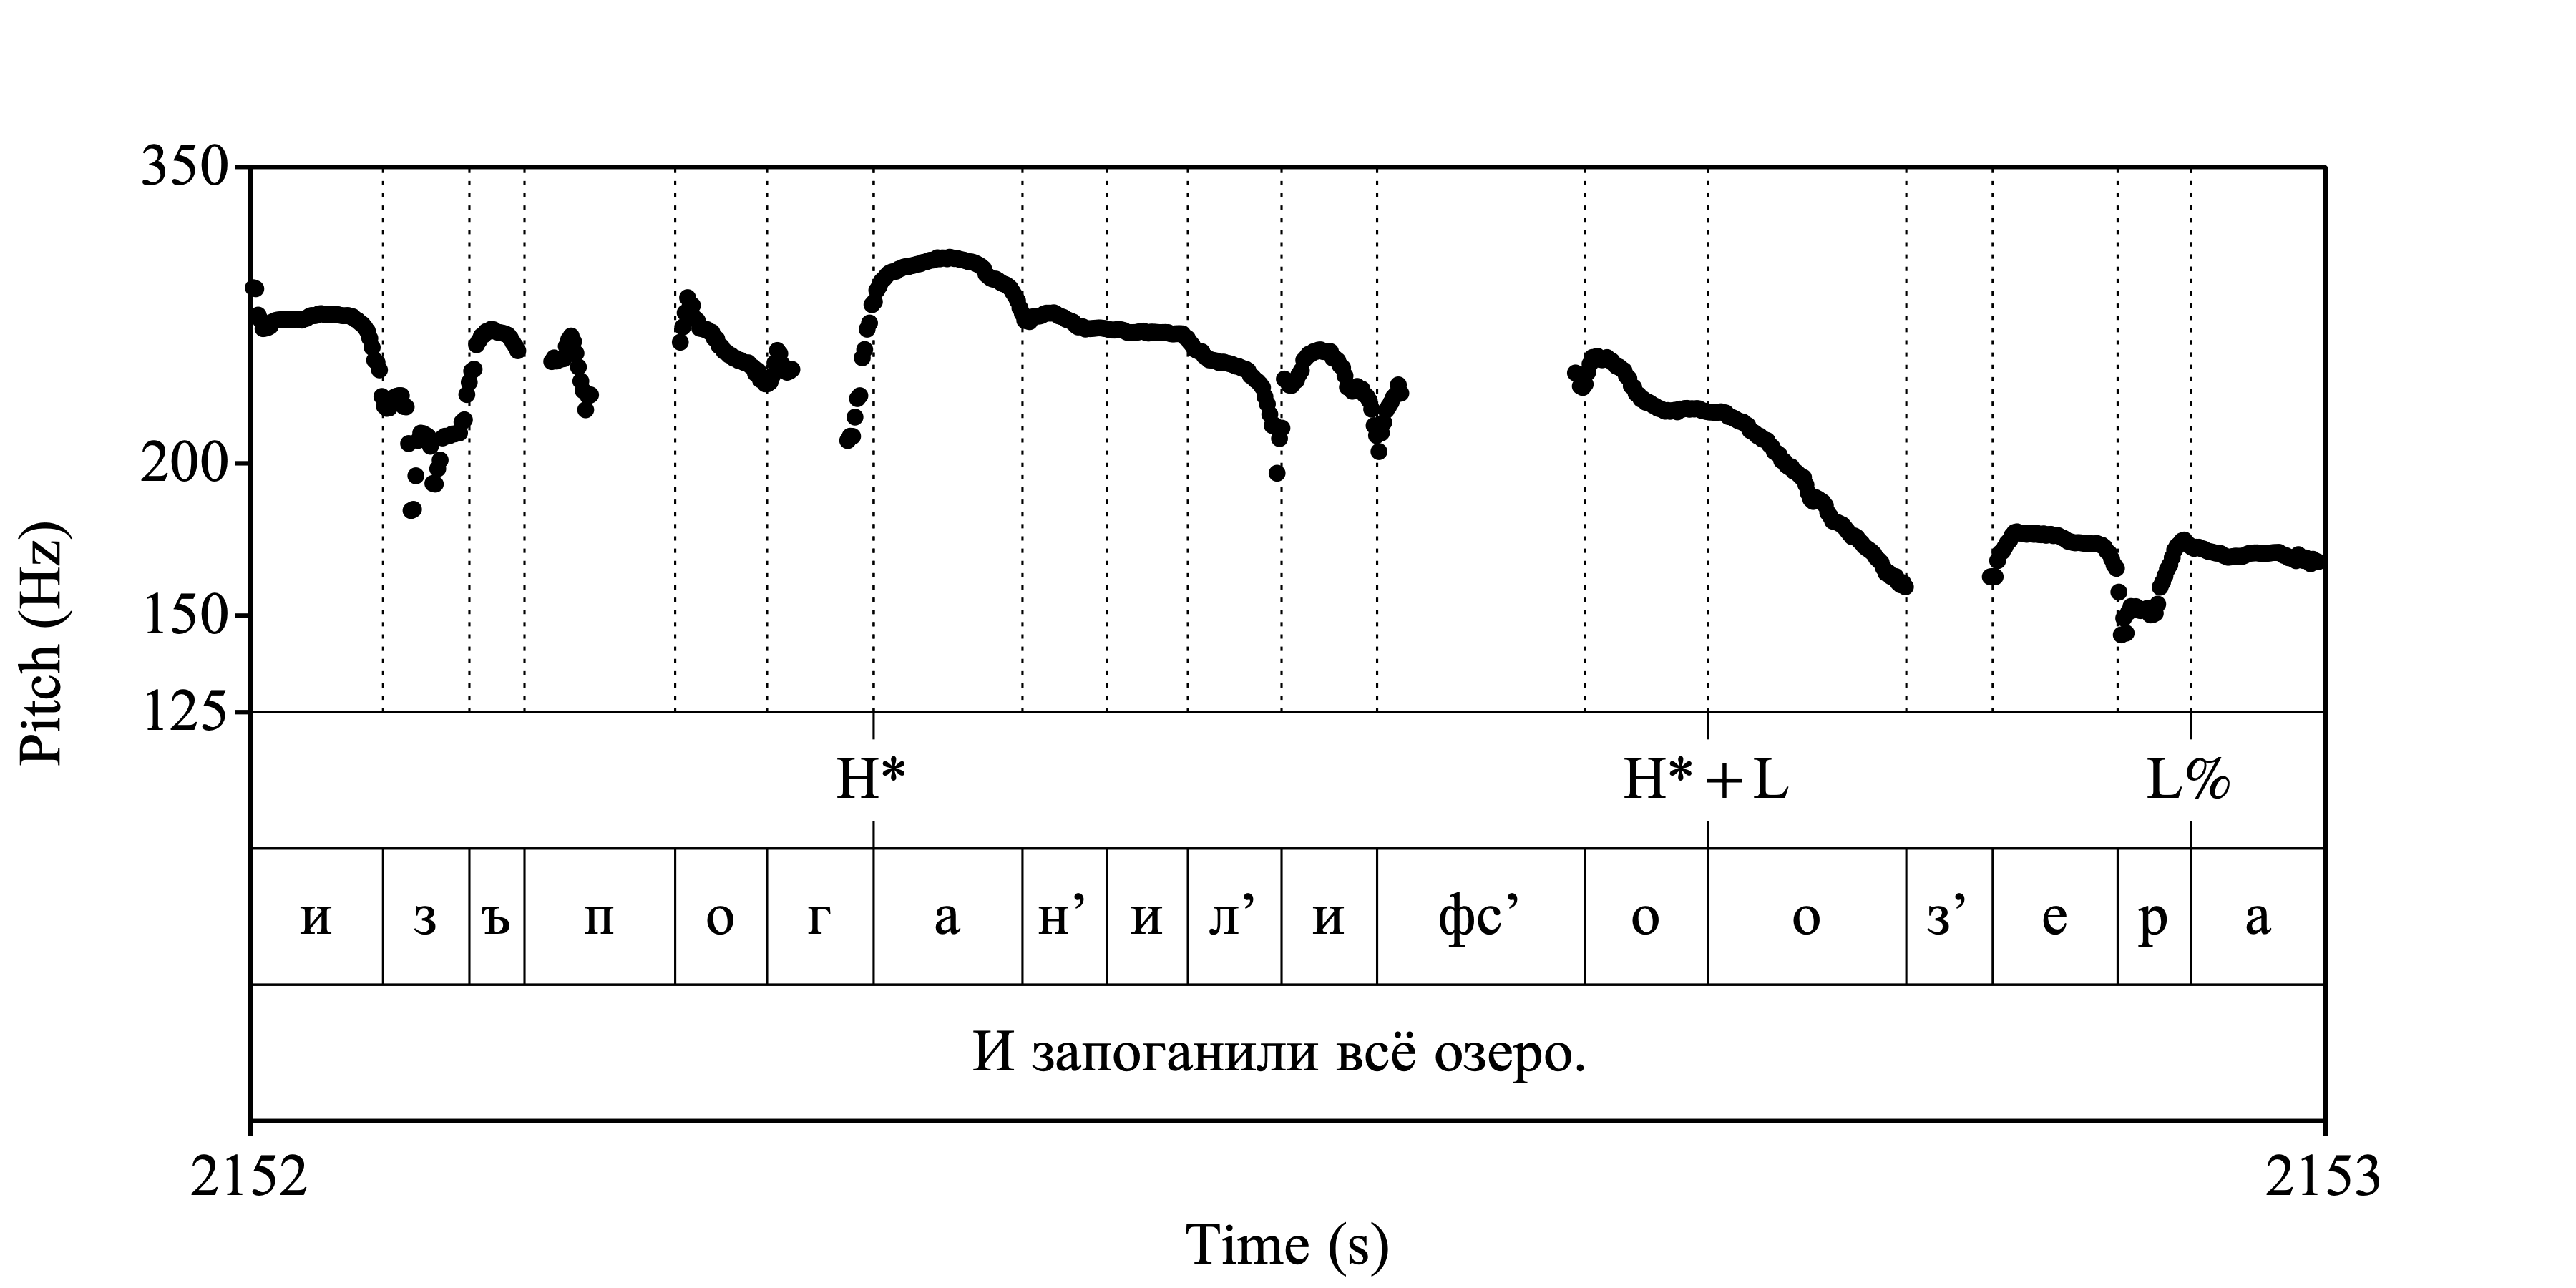 350
200
150
125
Pitch (Hz)
H* H*+L L%
и з ъ п о г а н’ и л’ и фс’ о о з’ е р а
И запоганили всё озеро.
2152 2153
Time (s)